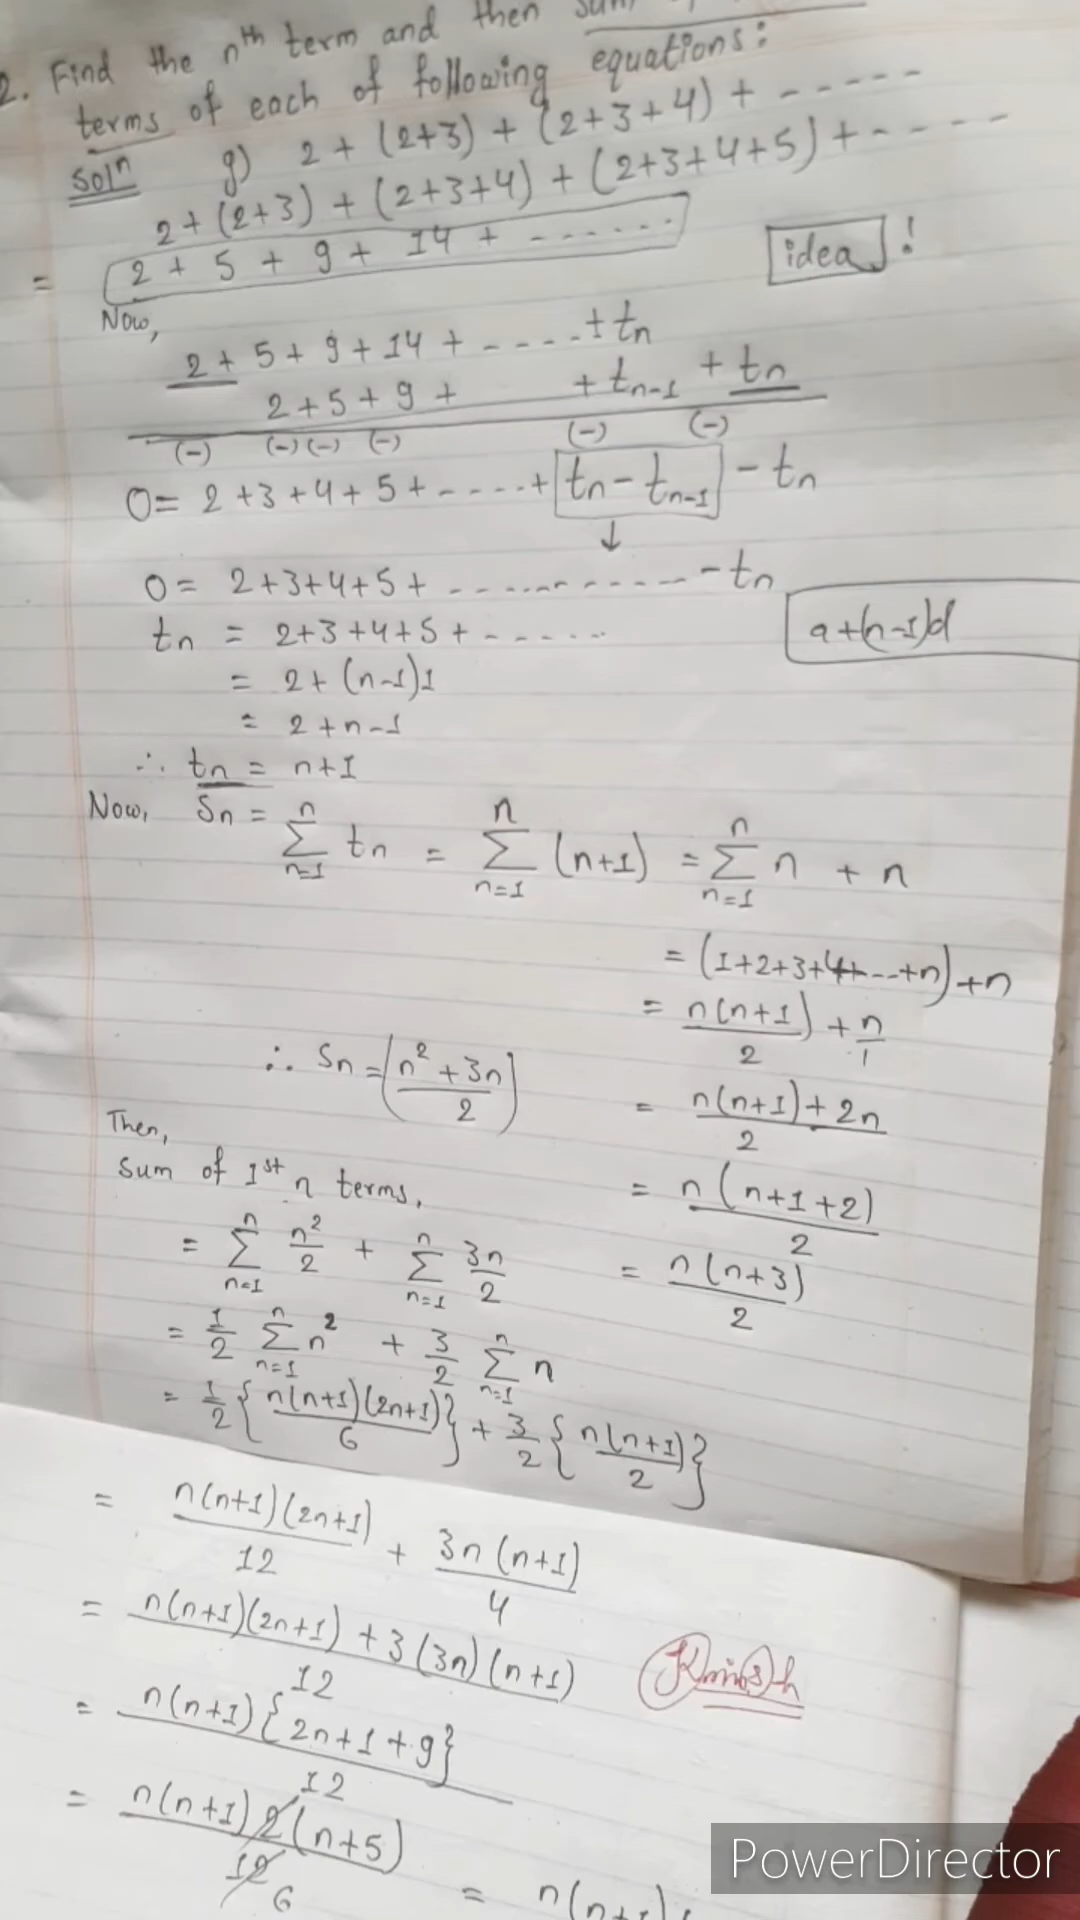 2. Find the nth term and then sum
terms of each of following equations:
Solⁿ g) 2 + (2+3) + (2+3+4) + -----
2 + (2+3) + (2+3+4) + (2+3+4+5) + -----
= 2 + 5 + 9 + 14 + -......
idea!
Now,
2 + 5 + 9 + 14 + ----- + tn
2 + 5 + 9 + + tn-1 + tn
(-) (-) (-) (-) (-) (-)
0 = 2 + 3 + 4 + 5 + ----- + tn - tn-1 - tn
↓
0 = 2+3+4+5+ ----------- - tn
tn = 2+3+4+5+ ------
a+(n-1)d
= 2+ (n-1)1
= 2 + n - 1
∴ tn = n+1
Now, Sn = n Σ n=1 tn = n Σ n=1 (n+1) = n Σ n=1 n + n
= (1+2+3+4+---+n) + n
= n(n+1)/2 + n/1
∴ Sn = (n² + 3n / 2)
= n(n+1) + 2n / 2
Then,
sum of 1st n terms,
= n(n+1+2) / 2
= n Σ n=1 n²/2 + n Σ n=1 3n/2
= n(n+3) / 2
= 1/2 n Σ n=1 n² + 3/2 n Σ n=1 n
= 1/2 { n(n+1)(2n+1) / 6 } + 3/2 { n(n+1) / 2 }
= n(n+1)(2n+1) / 12 + 3n(n+1) / 4
= n(n+1)(2n+1) + 3(3n)(n+1) / 12
= n(n+1){2n+1+9} / 12
= n(n+1)2(n+5) / 12 6
= n(n+1)
PowerDirector